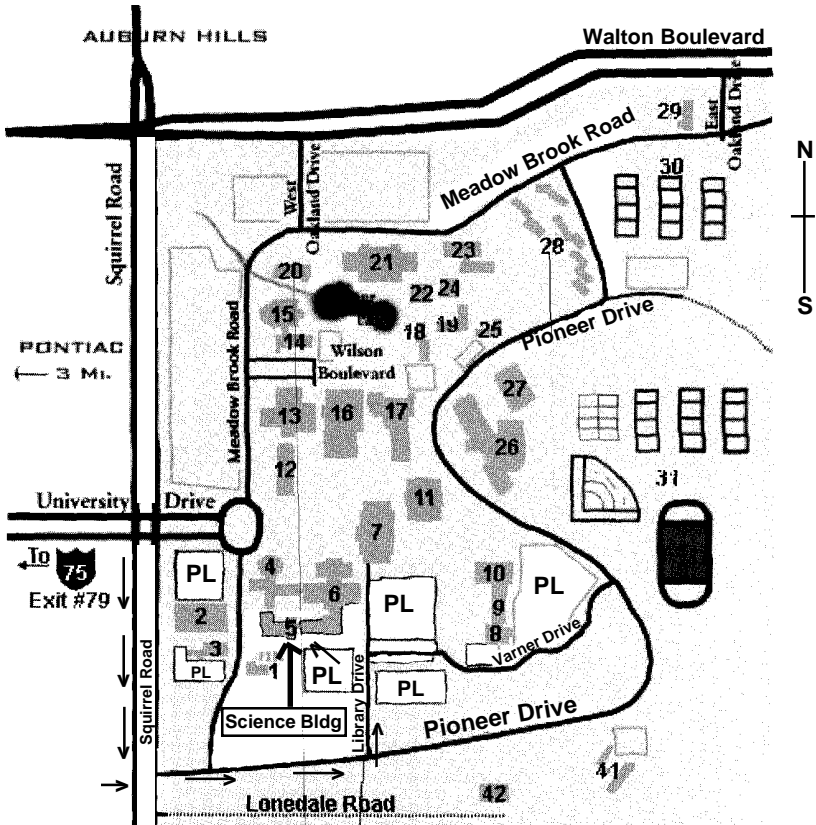 AUBURN HILLS
Walton Boulevard
East
Oakland Drive
29
30
Meadow Brook Road
N
S
Squirrel Road
West
Oakland Drive
28
23
21
20
22
24
15
18
19
25
14
Wilson
Boulevard
Pioneer Drive
PONTIAC
3 MI.
Meadow Brook Road
27
13
16
17
26
12
31
11
University Drive
7
To
75
Exit #79
PL
4
6
10
PL
PL
9
2
5
8
Varner Drive
3
PL
1
PL
PL
Science Bldg
Library Drive
Squirrel Road
Pioneer Drive
41
42
Lonedale Road